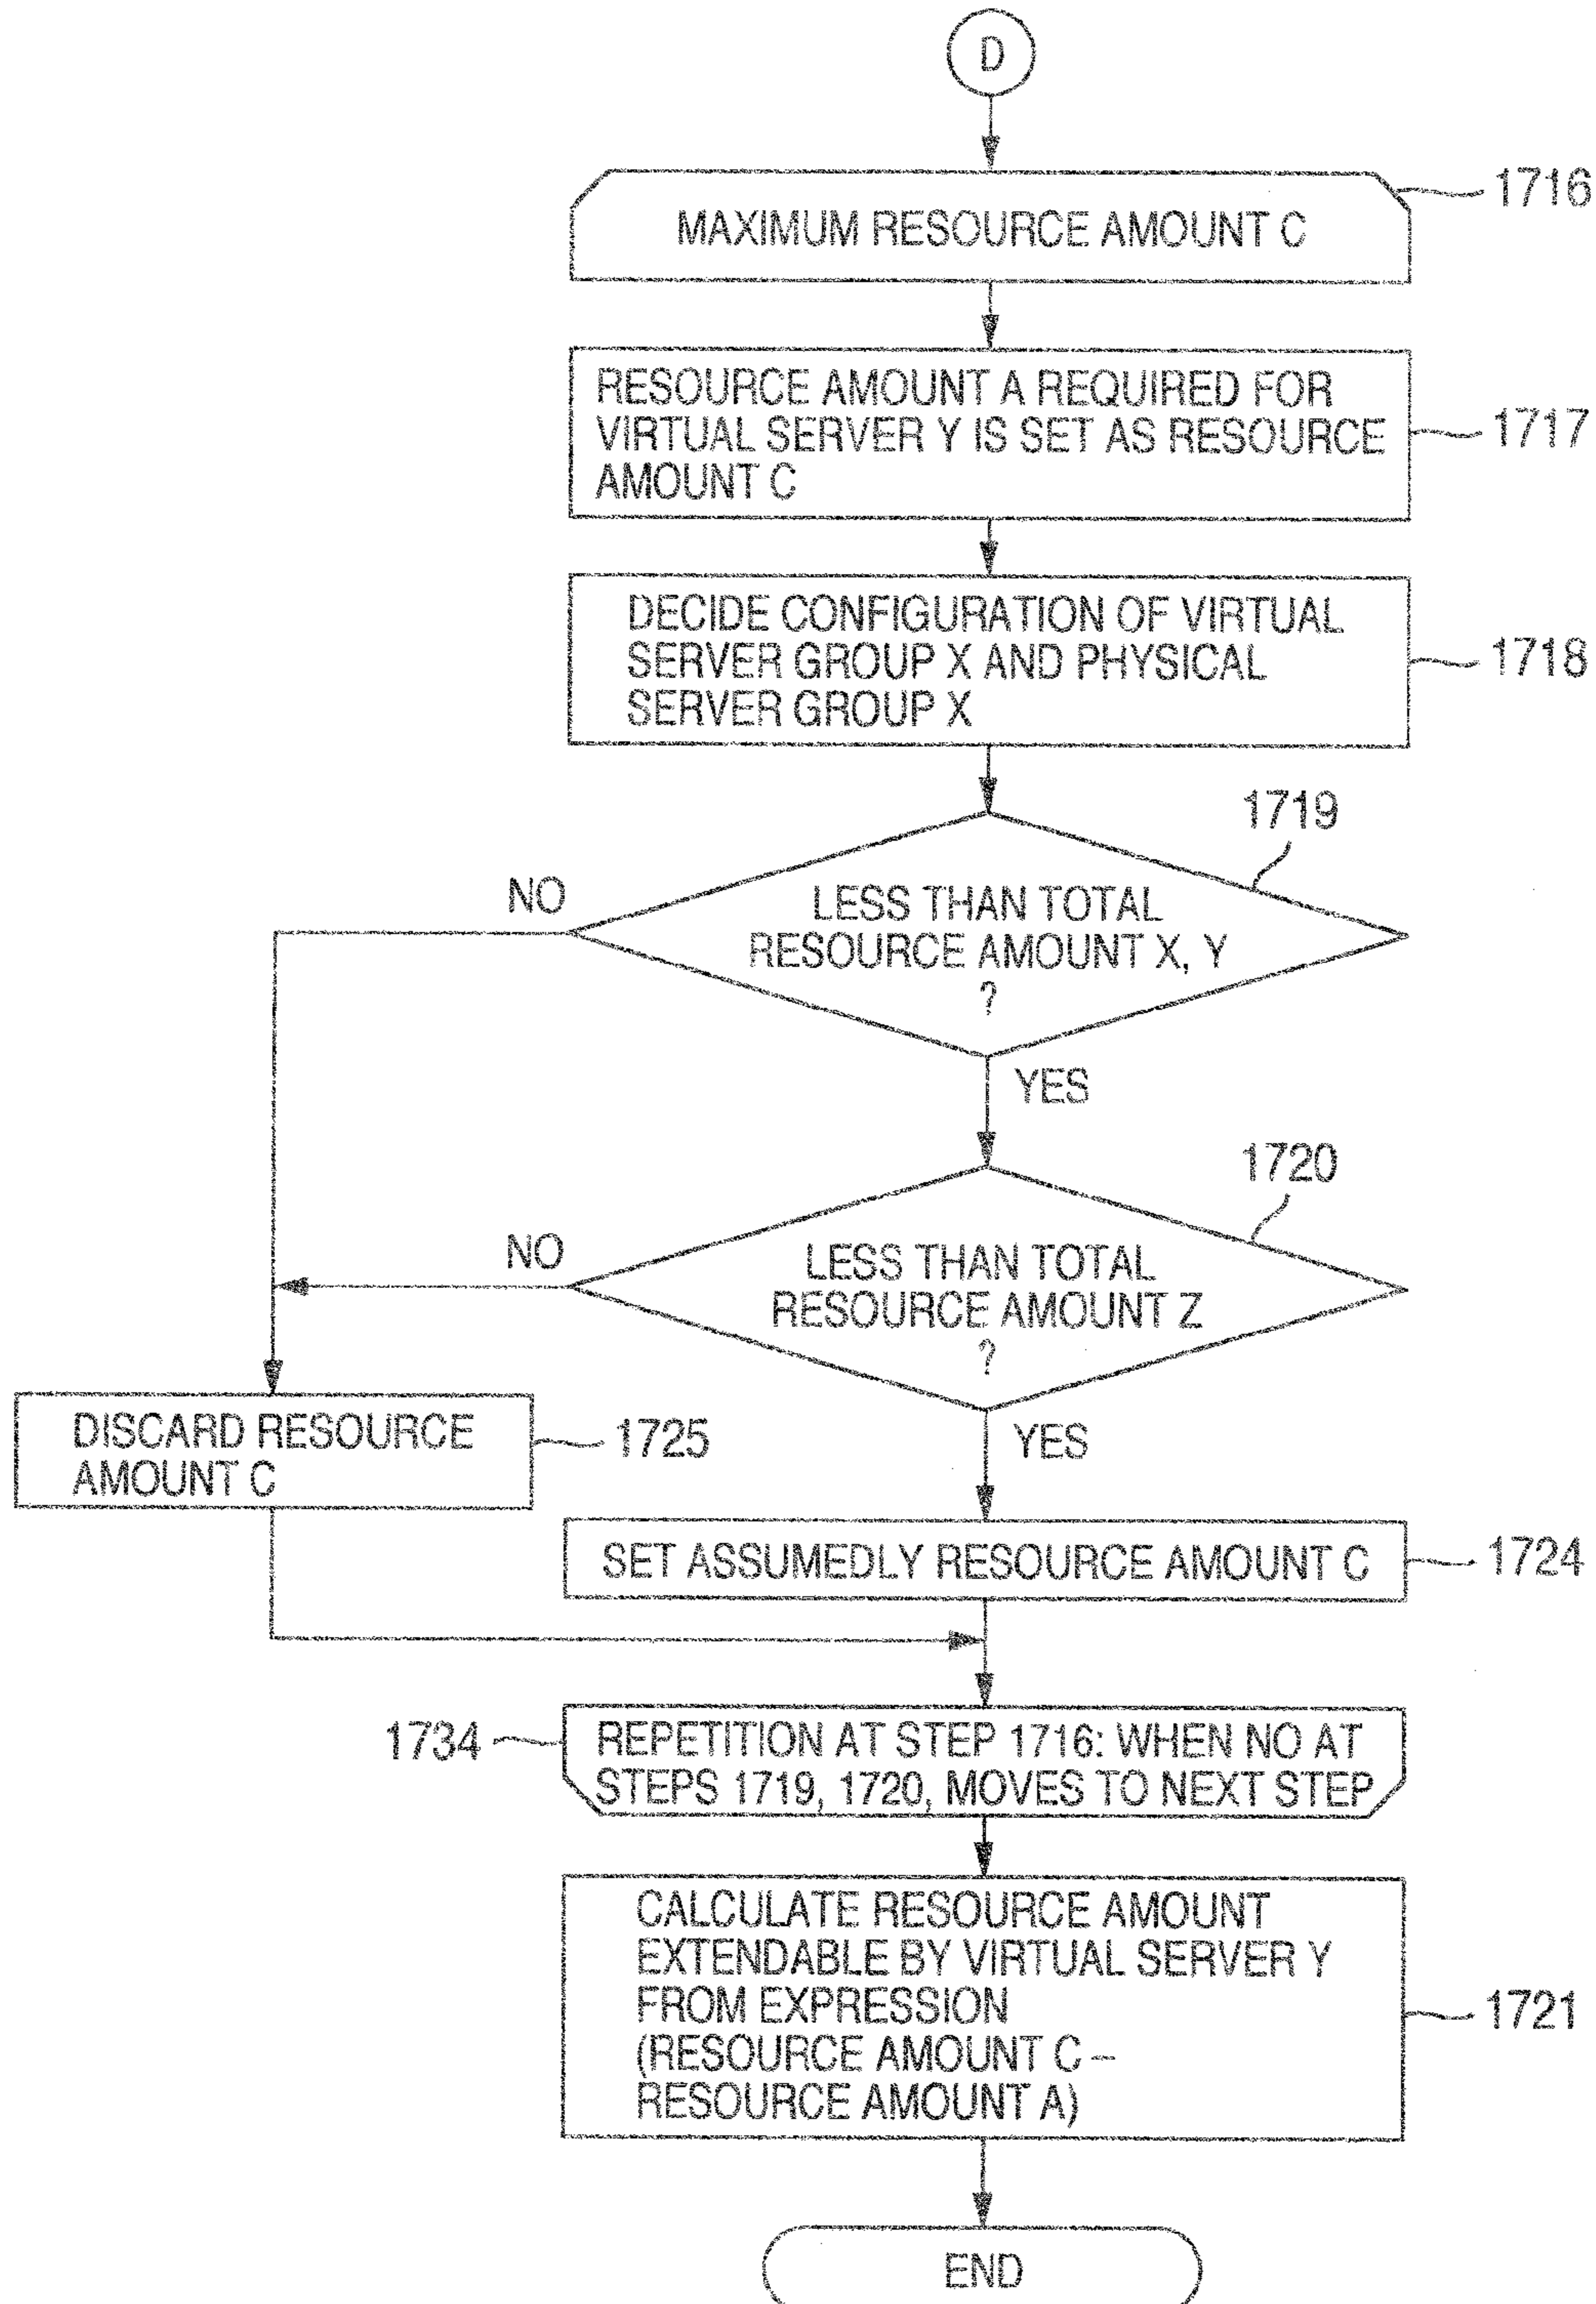 D
MAXIMUM RESOURCE AMOUNT C
1716
RESOURCE AMOUNT A REQUIRED FOR
VIRTUAL SERVER Y IS SET AS RESOURCE
AMOUNT C
1717
DECIDE CONFIGURATION OF VIRTUAL
SERVER GROUP X AND PHYSICAL
SERVER GROUP X
1718
1719
NO
LESS THAN TOTAL
RESOURCE AMOUNT X, Y
?
YES
1720
NO
LESS THAN TOTAL
RESOURCE AMOUNT Z
?
YES
DISCARD RESOURCE
AMOUNT C
1725
SET ASSUMEDLY RESOURCE AMOUNT C
1724
1734
REPETITION AT STEP 1716: WHEN NO AT
STEPS 1719, 1720, MOVES TO NEXT STEP
CALCULATE RESOURCE AMOUNT
EXTENDABLE BY VIRTUAL SERVER Y
FROM EXPRESSION
(RESOURCE AMOUNT C –
RESOURCE AMOUNT A)
1721
END